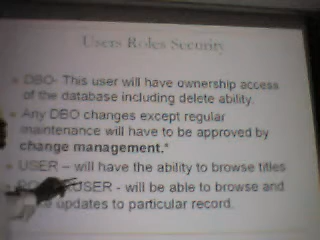 Users Roles Security
DBO- This user will have ownership access
of the database including delete ability.
Any DBO changes except regular
maintenance will have to be approved by
change management.*
USER – will have the ability to browse titles
USER - will be able to browse and
updates to particular record.